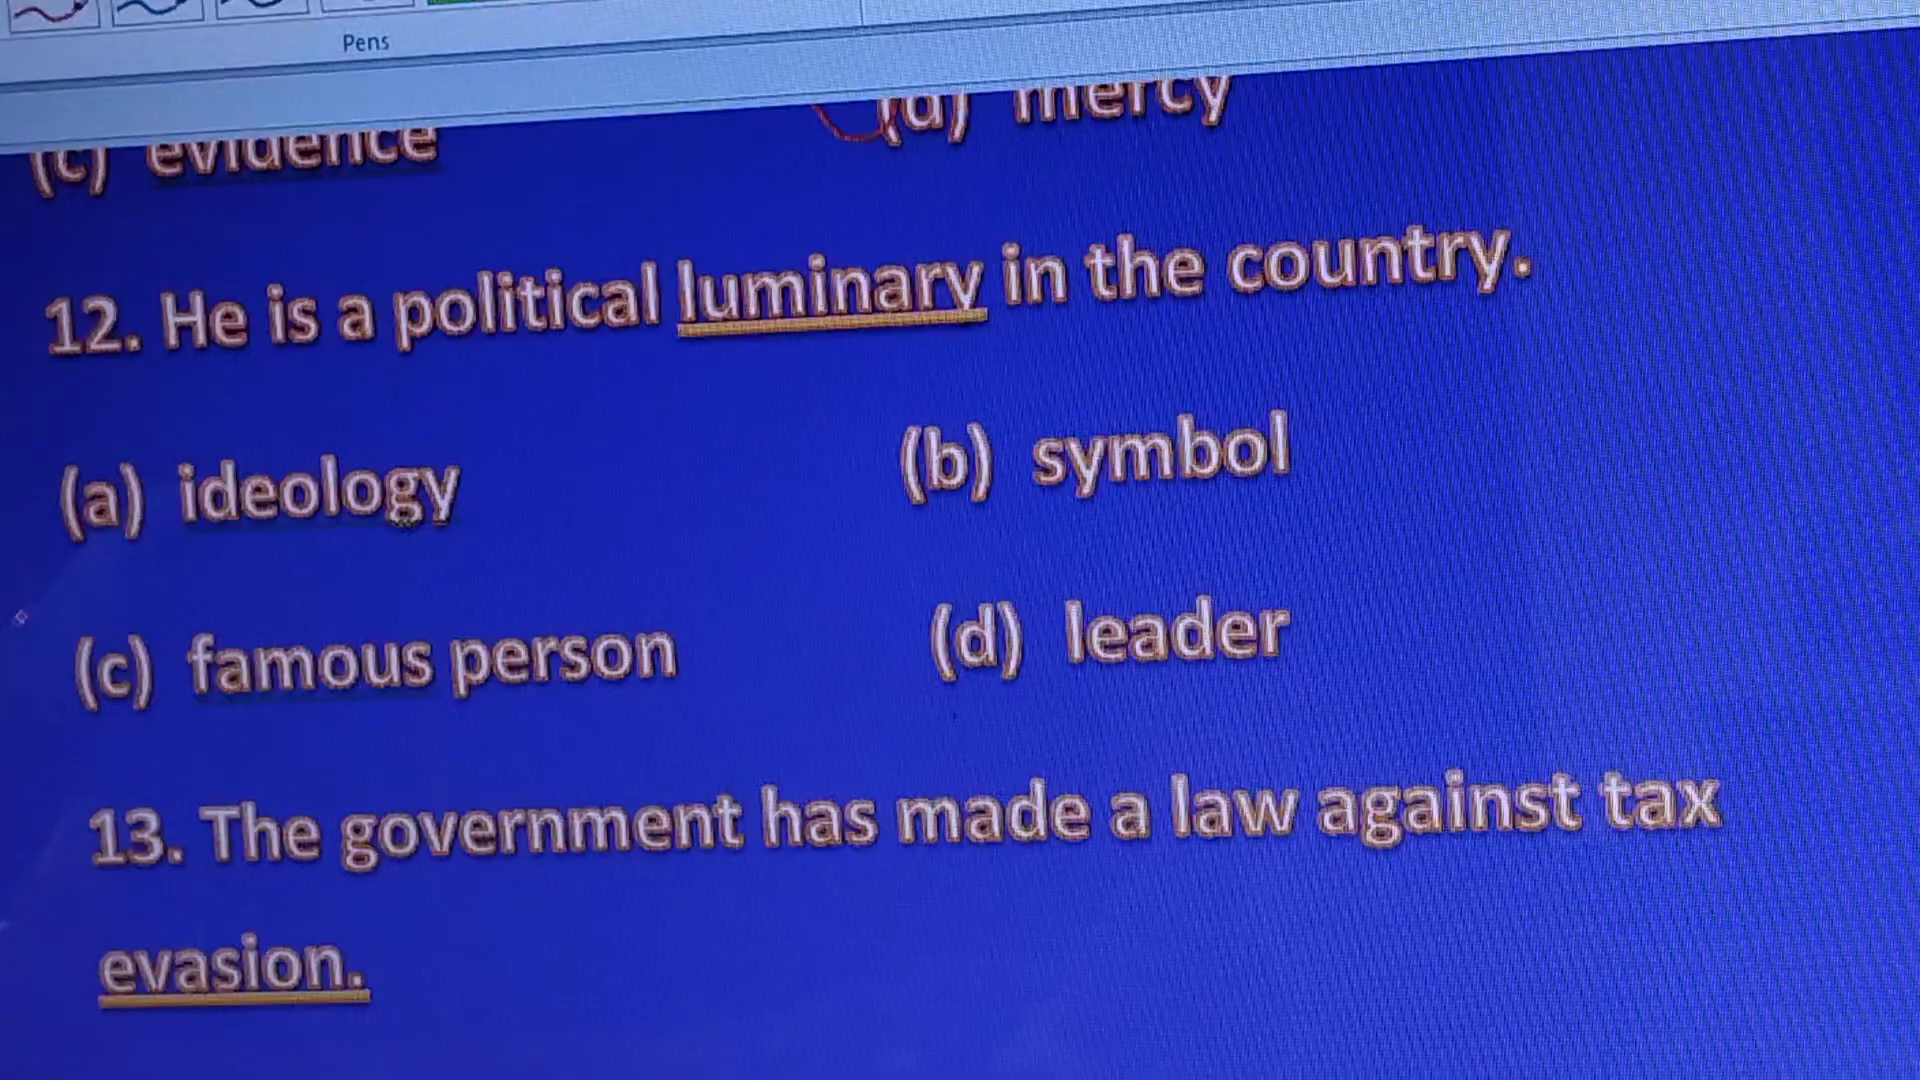 Pens
(c) evidence (d) mercy
12. He is a political luminary in the country.
(a) ideology (b) symbol
(c) famous person (d) leader
13. The government has made a law against tax
evasion.